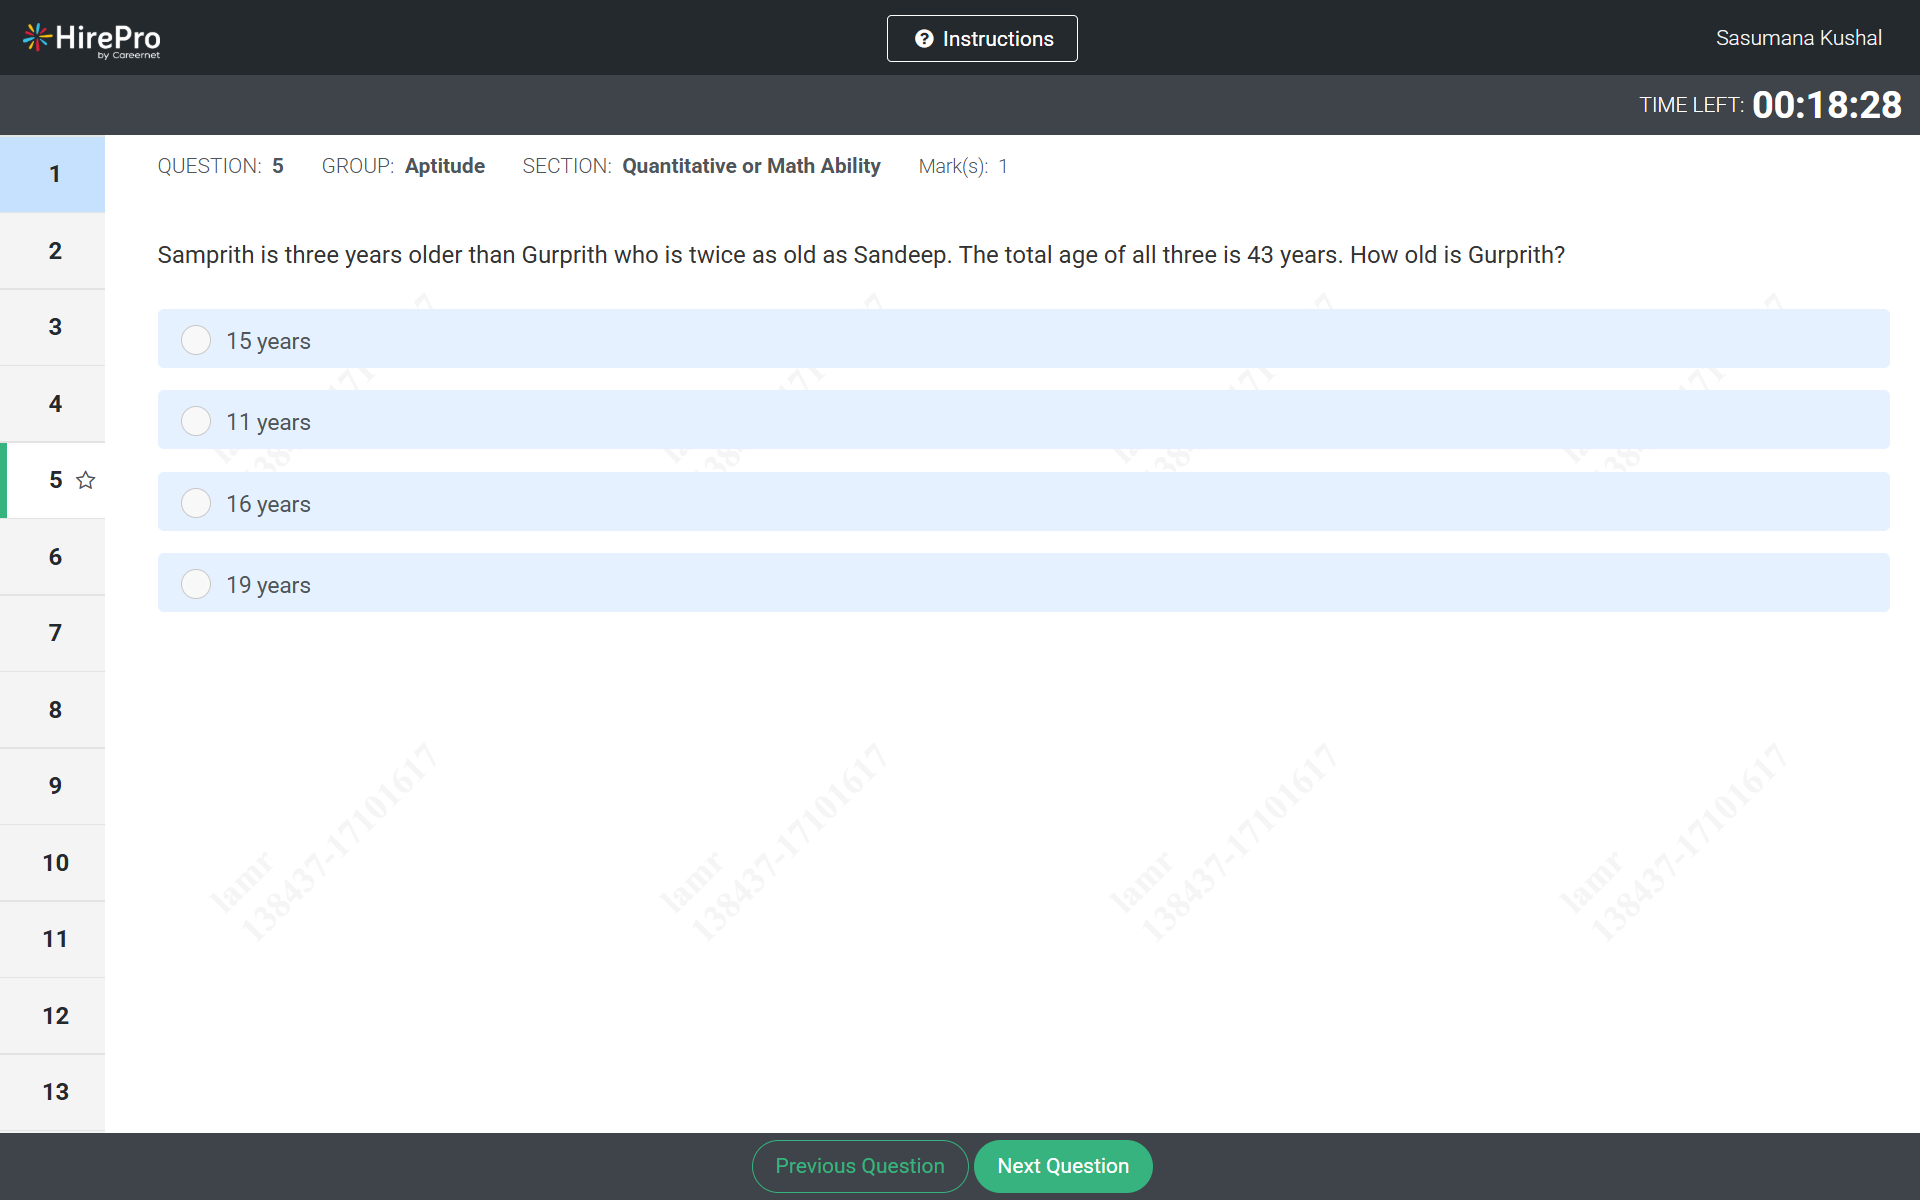 HirePro
by Careernet
Instructions
Sasumana Kushal
TIME LEFT: 00:18:28
QUESTION: 5 GROUP: Aptitude SECTION: Quantitative or Math Ability Mark(s): 1
Samprith is three years older than Gurprith who is twice as old as Sandeep. The total age of all three is 43 years. How old is Gurprith?
15 years
11 years
16 years
19 years
1
2
3
4
5
6
7
8
9
10
11
12
13
lamr
138437-17101617
lamr
138437-17101617
lamr
138437-17101617
lamr
138437-17101617
Previous Question
Next Question